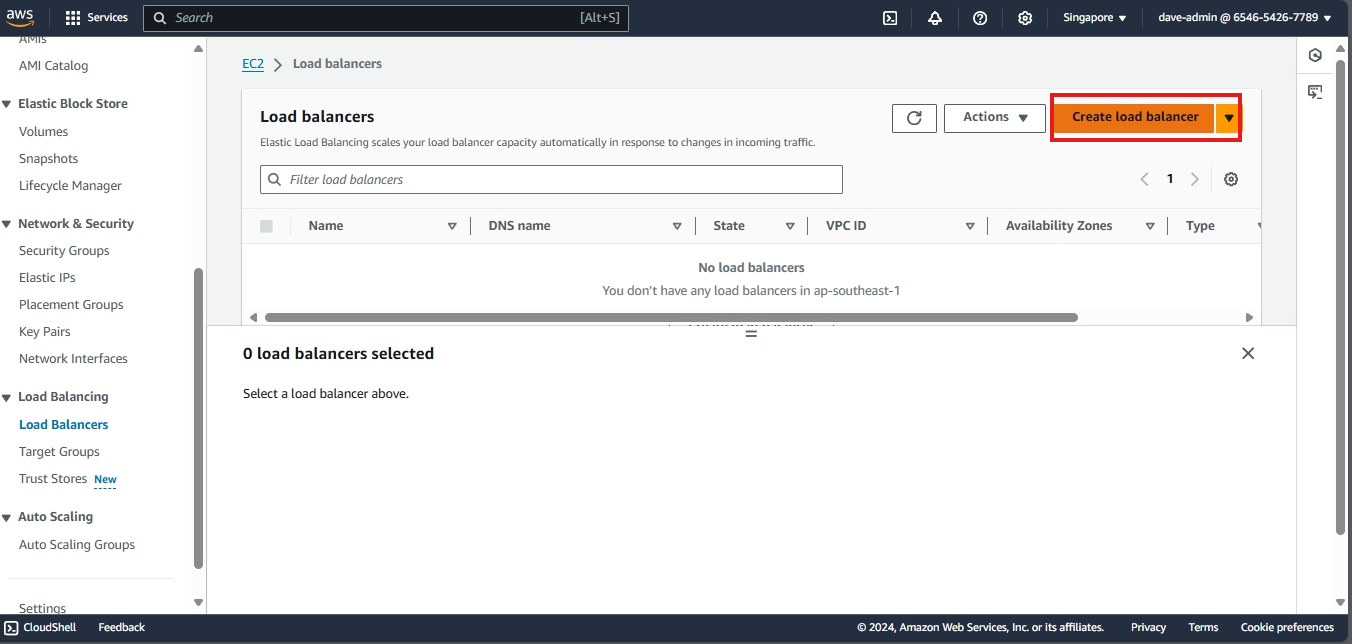 aws
Services
Search
[Alt+S]
Singapore
dave-admin @ 6546-5426-7789
AMIs
AMI Catalog
Elastic Block Store
Volumes
Snapshots
Lifecycle Manager
Network & Security
Security Groups
Elastic IPs
Placement Groups
Key Pairs
Network Interfaces
Load Balancing
Load Balancers
Target Groups
Trust Stores New
Auto Scaling
Auto Scaling Groups
Settings
EC2 Load balancers
Load balancers
Actions
Create load balancer
Elastic Load Balancing scales your load balancer capacity automatically in response to changes in incoming traffic.
Filter load balancers
1
Name DNS name State VPC ID Availability Zones Type
No load balancers
You don’t have any load balancers in ap-southeast-1
0 load balancers selected
Select a load balancer above.
CloudShell Feedback
© 2024, Amazon Web Services, Inc. or its affiliates. Privacy Terms Cookie preferences